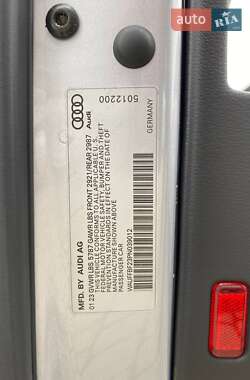 AUTO
RIA
5012200
GERMANY
Audi
MFD. BY AUDI AG
01.23 GVWR LBS 5787 GAWR LBS FRONT 2921/REAR 2987
THIS VEHICLE CONFORMS TO ALL APPLICABLE U.S.
FEDERAL MOTOR VEHICLE SAFETY, BUMPER AND THEFT
PREVENTION STANDARDS IN EFFECT ON THE DATE OF
MANUFACTURE SHOWN ABOVE.
PASSENGER CAR